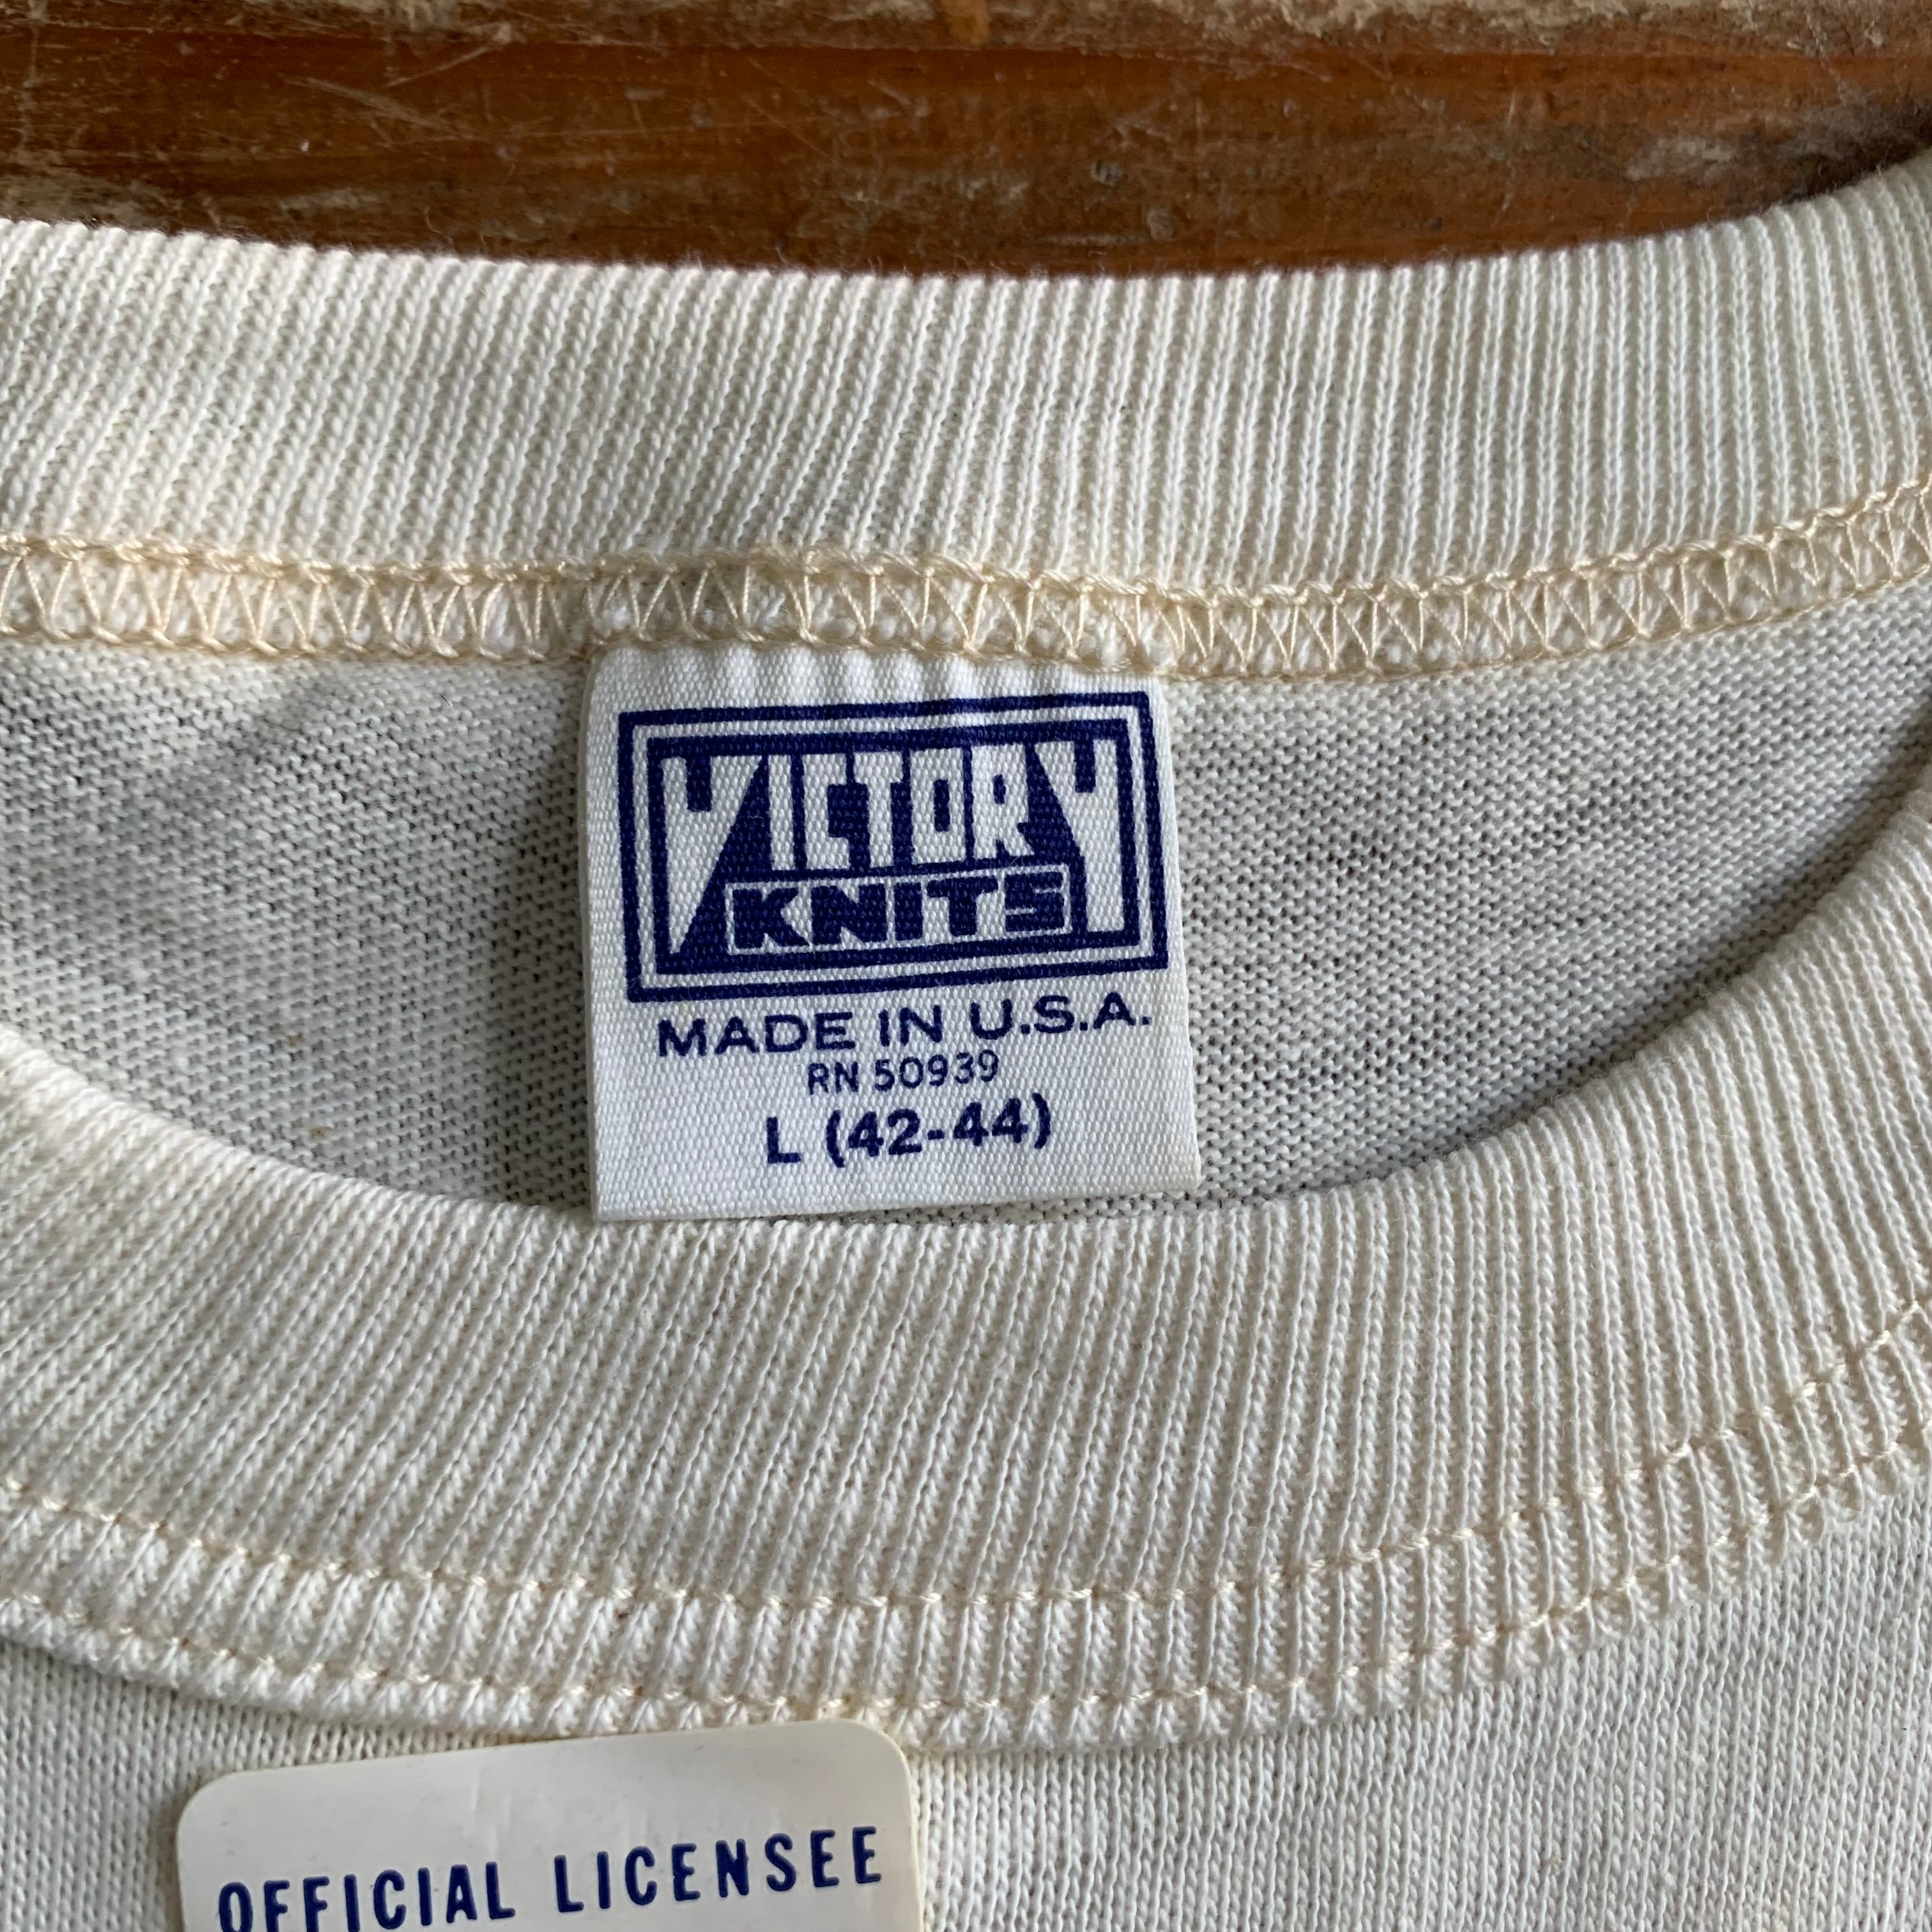 VICTORY
KNITS
MADE IN U.S.A.
RN 50939
L (42-44)
OFFICIAL LICENSEE